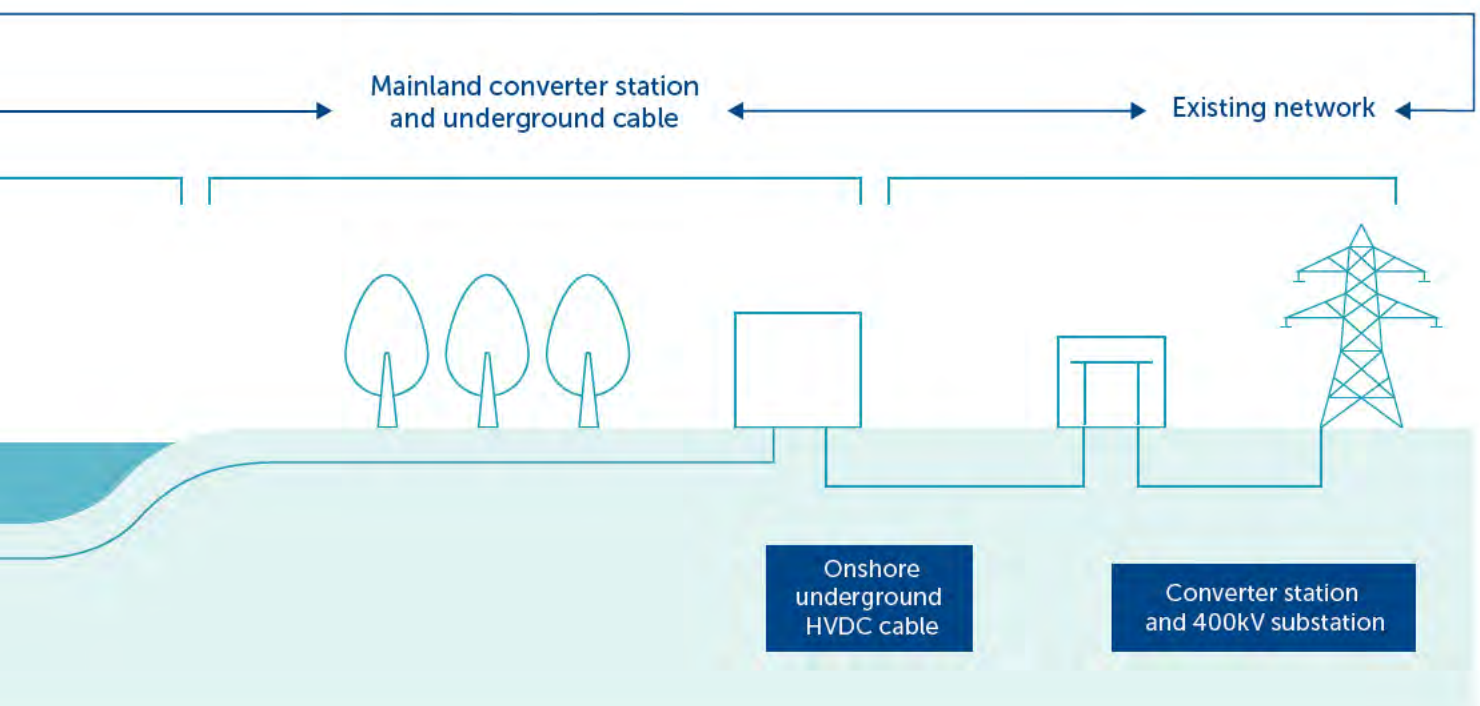 Mainland converter station
and underground cable
Existing network
Onshore
underground
HVDC cable
Converter station
and 400kV substation